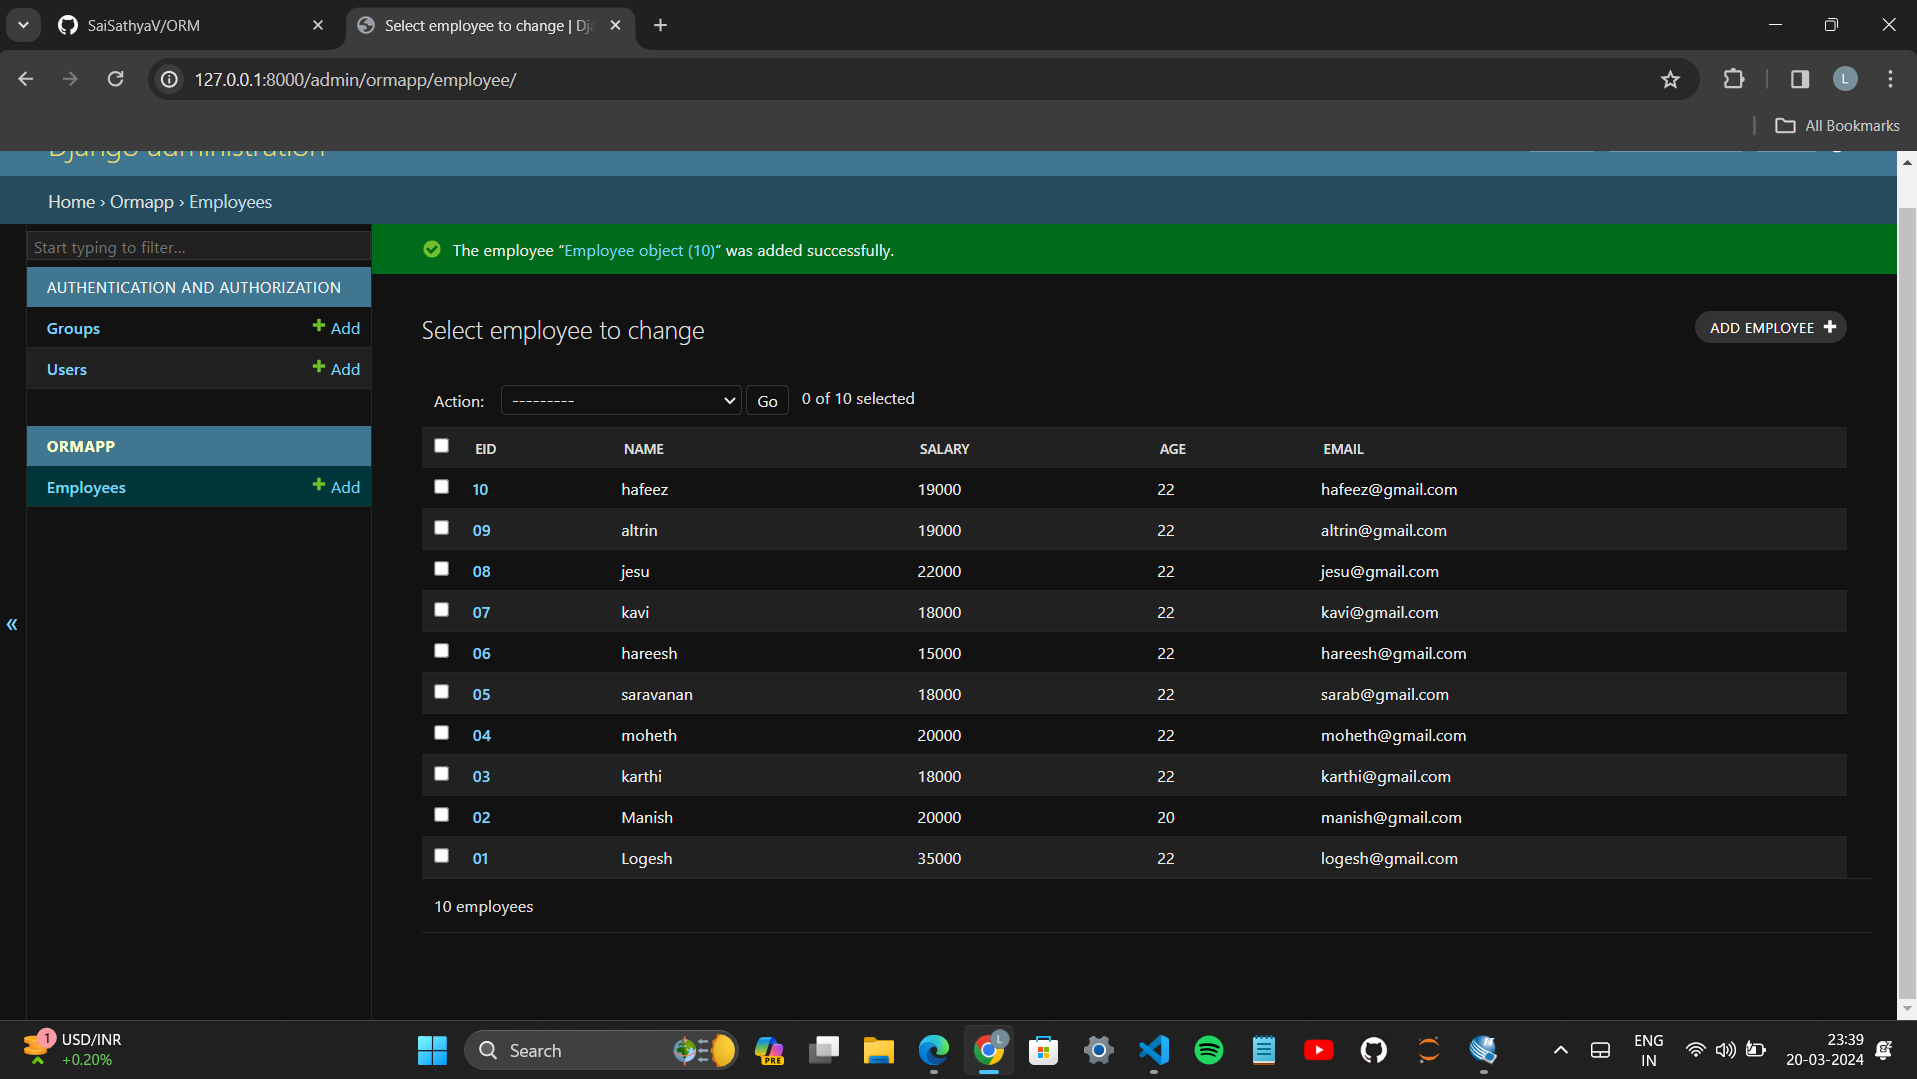 SaiSathyaV/ORM
Select employee to change | Dj
127.0.0.1:8000/admin/ormapp/employee/
L
All Bookmarks
Django administration
Home › Ormapp › Employees
Start typing to filter...
The employee “Employee object (10)” was added successfully.
AUTHENTICATION AND AUTHORIZATION
Groups Add
Users Add
ORMAPP
Employees Add
Select employee to change
ADD EMPLOYEE
Action: --------- Go 0 of 10 selected
EID NAME SALARY AGE EMAIL
10 hafeez 19000 22 hafeez@gmail.com
09 altrin 19000 22 altrin@gmail.com
08 jesu 22000 22 jesu@gmail.com
07 kavi 18000 22 kavi@gmail.com
06 hareesh 15000 22 hareesh@gmail.com
05 saravanan 18000 22 sarab@gmail.com
04 moheth 20000 22 moheth@gmail.com
03 karthi 18000 22 karthi@gmail.com
02 Manish 20000 20 manish@gmail.com
01 Logesh 35000 22 logesh@gmail.com
10 employees
«
1
USD/INR
+0.20%
Search
PRE
L
ENG
IN
23:39
20-03-2024